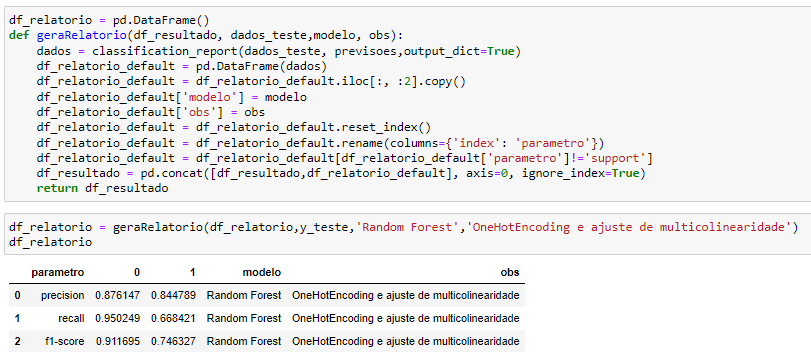 df_relatorio = pd.DataFrame()
def geraRelatorio(df_resultado, dados_teste,modelo, obs):
    dados = classification_report(dados_teste, previsoes,output_dict=True)
    df_relatorio_default = pd.DataFrame(dados)
    df_relatorio_default = df_relatorio_default.iloc[:, :2].copy()
    df_relatorio_default['modelo'] = modelo
    df_relatorio_default['obs'] = obs
    df_relatorio_default = df_relatorio_default.reset_index()
    df_relatorio_default = df_relatorio_default.rename(columns={'index': 'parametro'})
    df_relatorio_default = df_relatorio_default[df_relatorio_default['parametro']!='support']
    df_resultado = pd.concat([df_resultado,df_relatorio_default], axis=0, ignore_index=True)
    return df_resultado
df_relatorio = geraRelatorio(df_relatorio,y_teste,'Random Forest','OneHotEncoding e ajuste de multicolinearidade')
df_relatorio
parametro 0 1 modelo obs
0 precision 0.876147 0.844789 Random Forest OneHotEncoding e ajuste de multicolinearidade
1 recall 0.950249 0.668421 Random Forest OneHotEncoding e ajuste de multicolinearidade
2 f1-score 0.911695 0.746327 Random Forest OneHotEncoding e ajuste de multicolinearidade